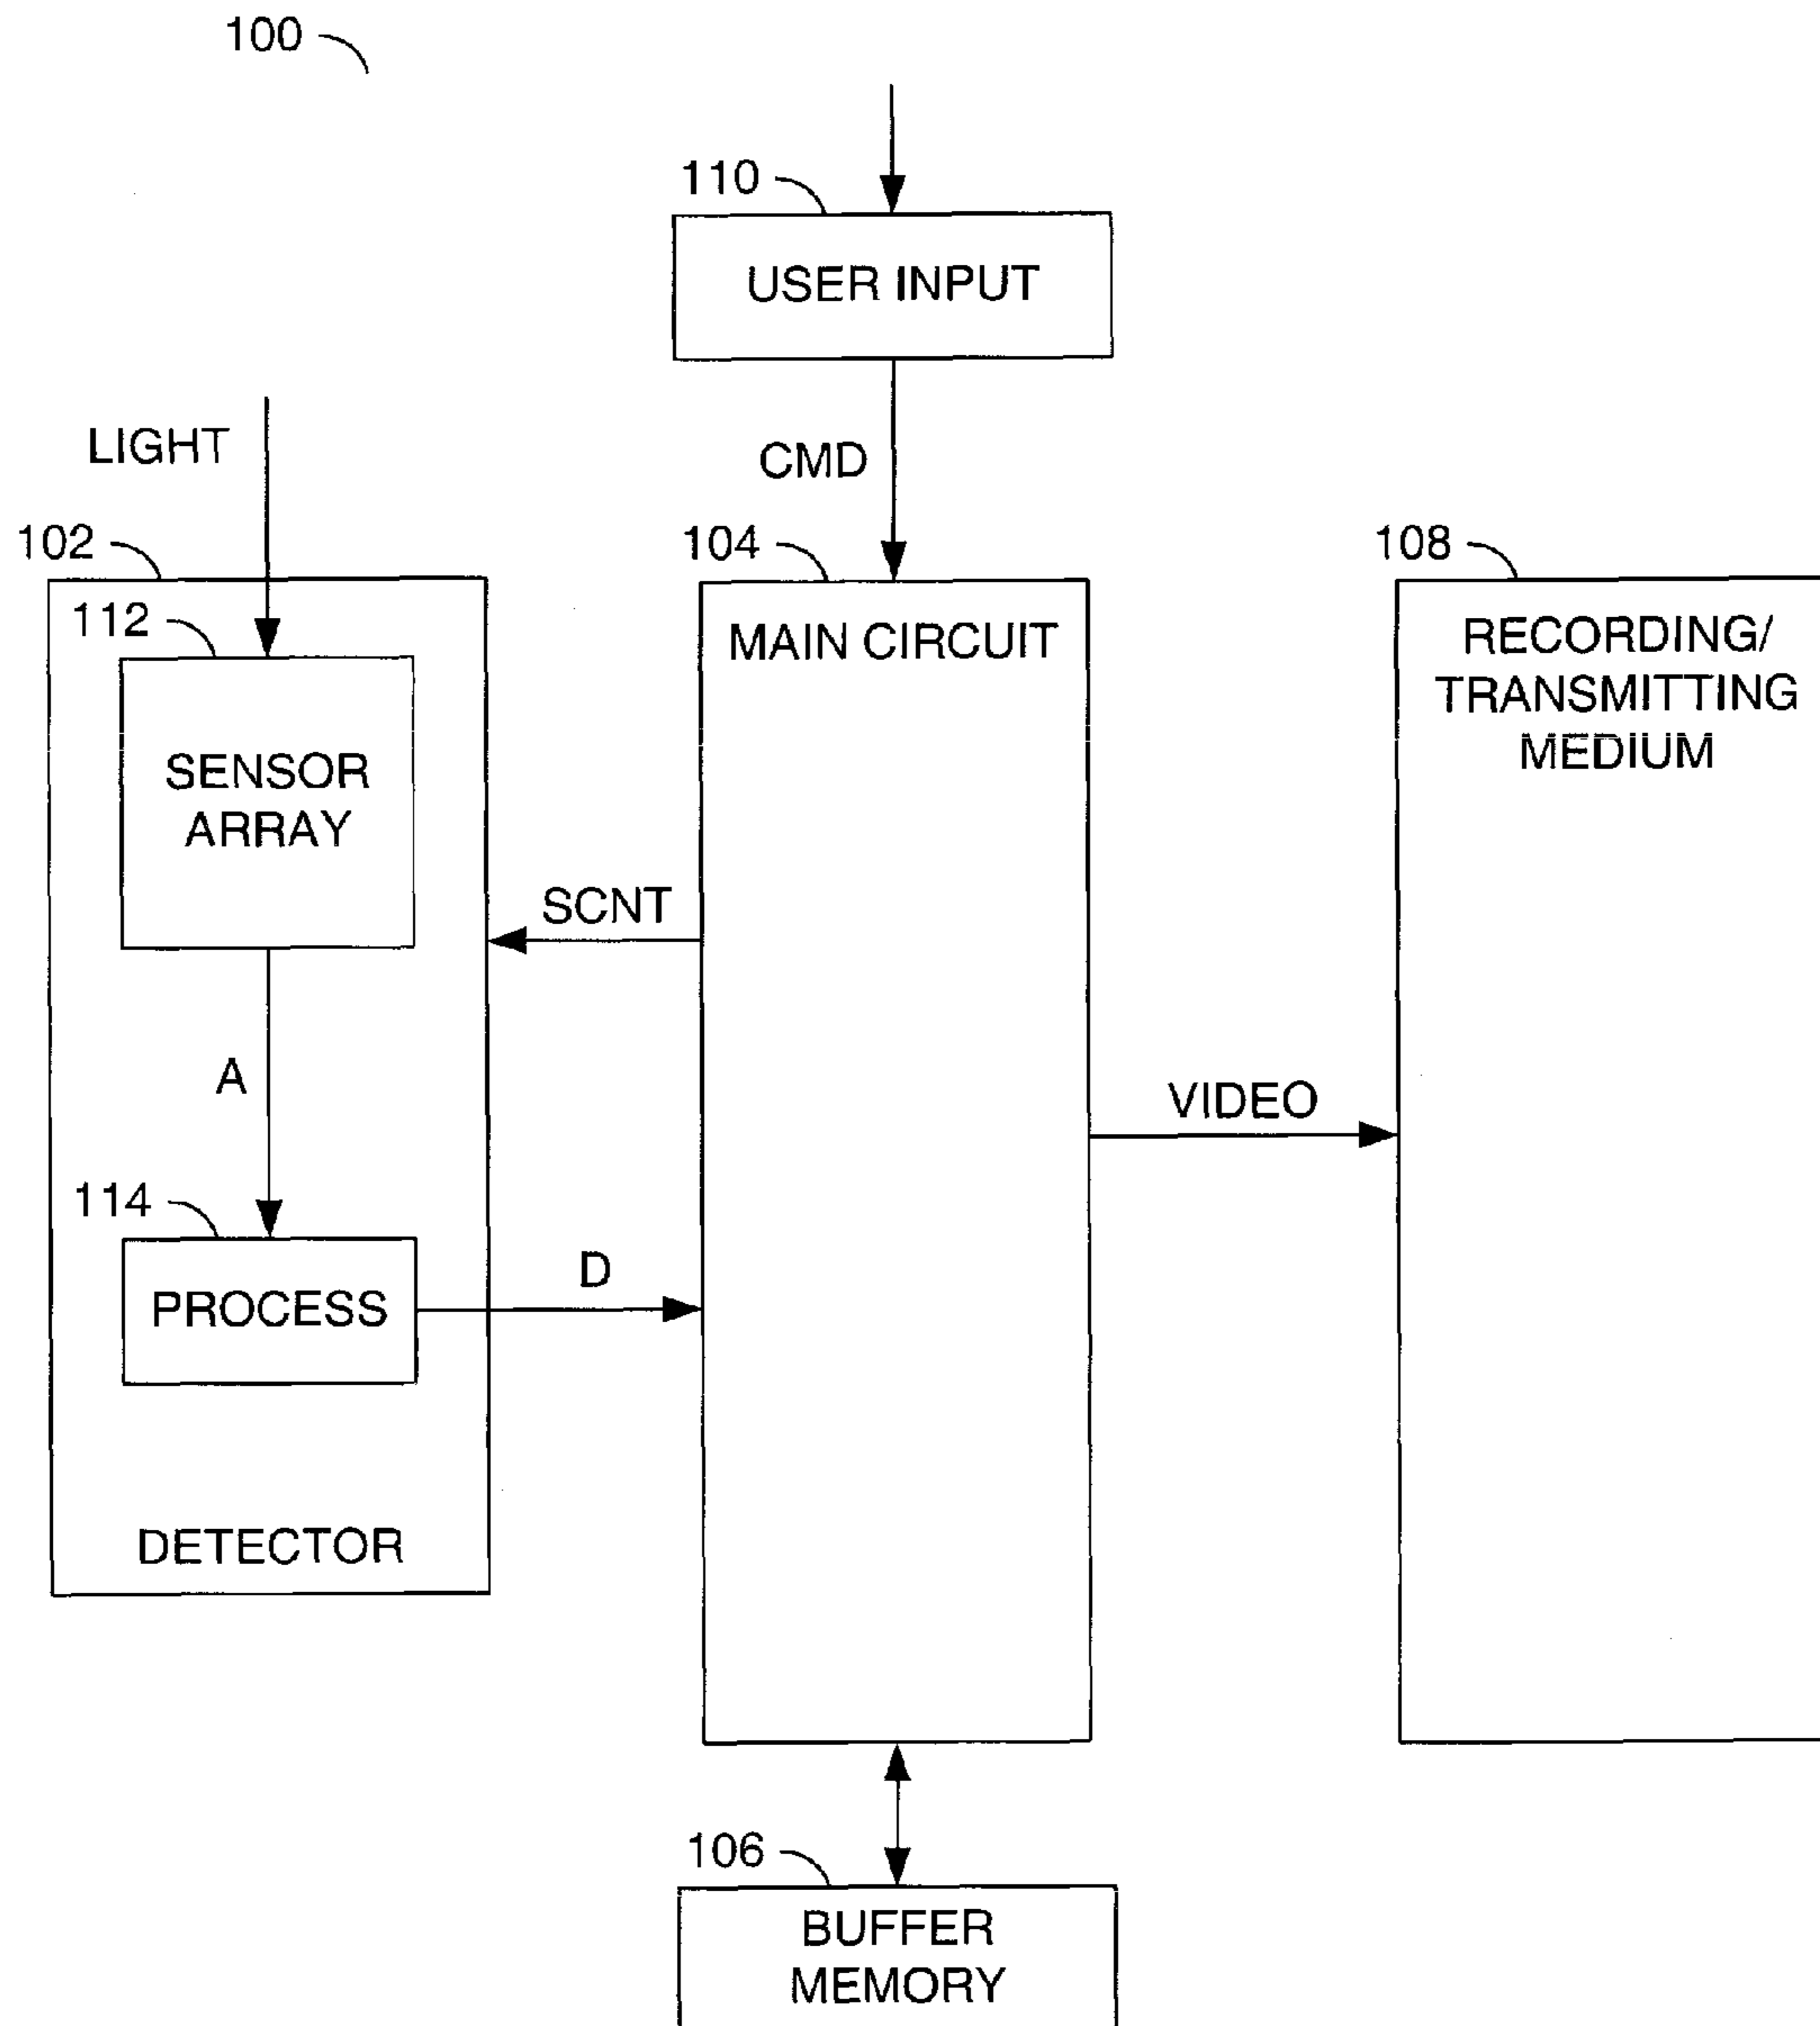 100
110
USER INPUT
LIGHT
CMD
102
104
108
112
MAIN CIRCUIT
RECORDING/
TRANSMITTING
MEDIUM
SENSOR
ARRAY
SCNT
A
VIDEO
114
D
PROCESS
DETECTOR
106
BUFFER
MEMORY